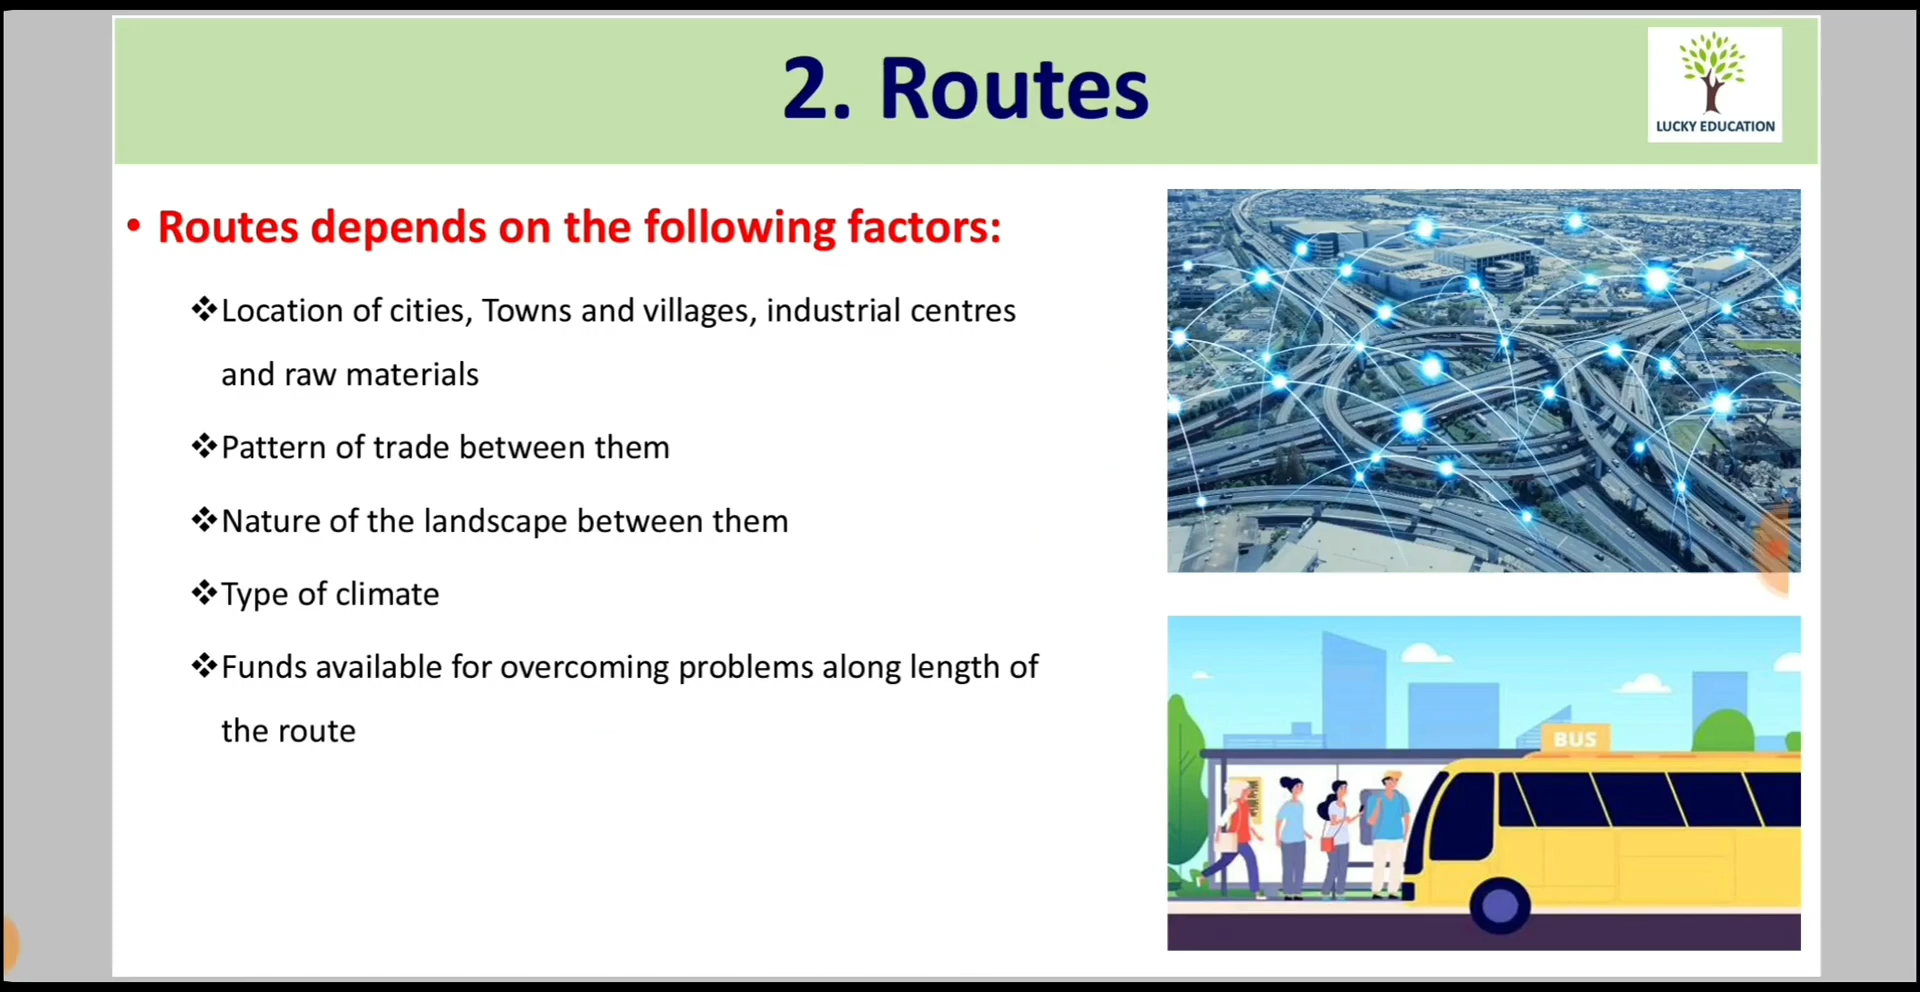 2. Routes
LUCKY EDUCATION
• Routes depends on the following factors:
❖Location of cities, Towns and villages, industrial centres
and raw materials
❖Pattern of trade between them
❖Nature of the landscape between them
❖Type of climate
❖Funds available for overcoming problems along length of
the route
BUS